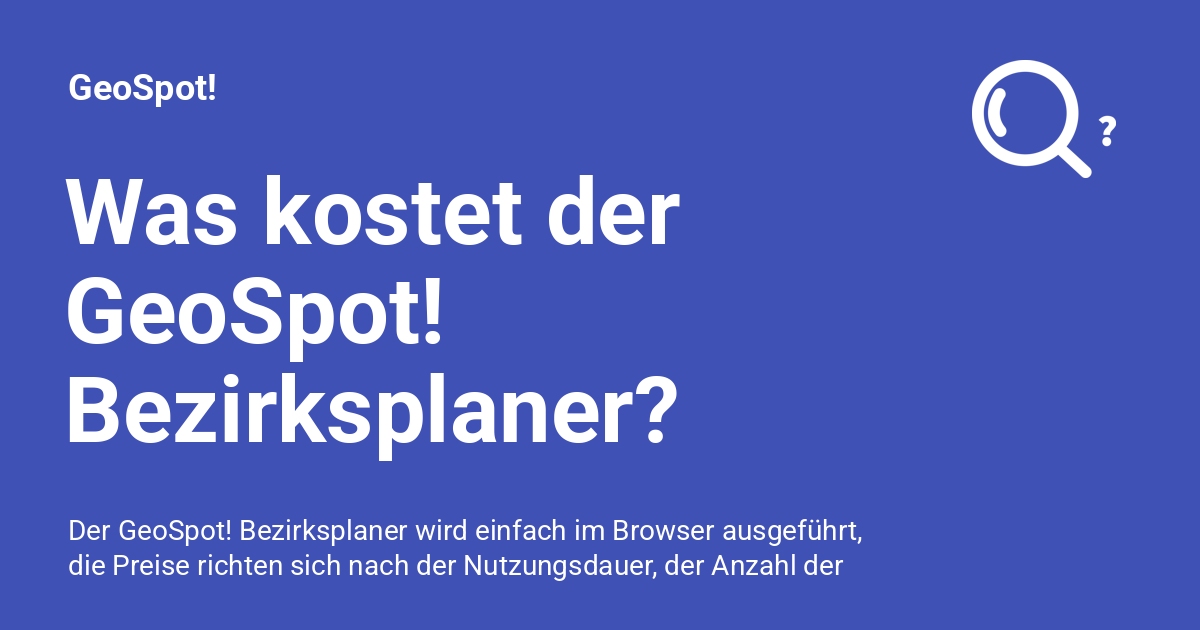 GeoSpot!
?
Was kostet der
GeoSpot!
Bezirksplaner?
Der GeoSpot! Bezirksplaner wird einfach im Browser ausgeführt,
die Preise richten sich nach der Nutzungsdauer, der Anzahl der